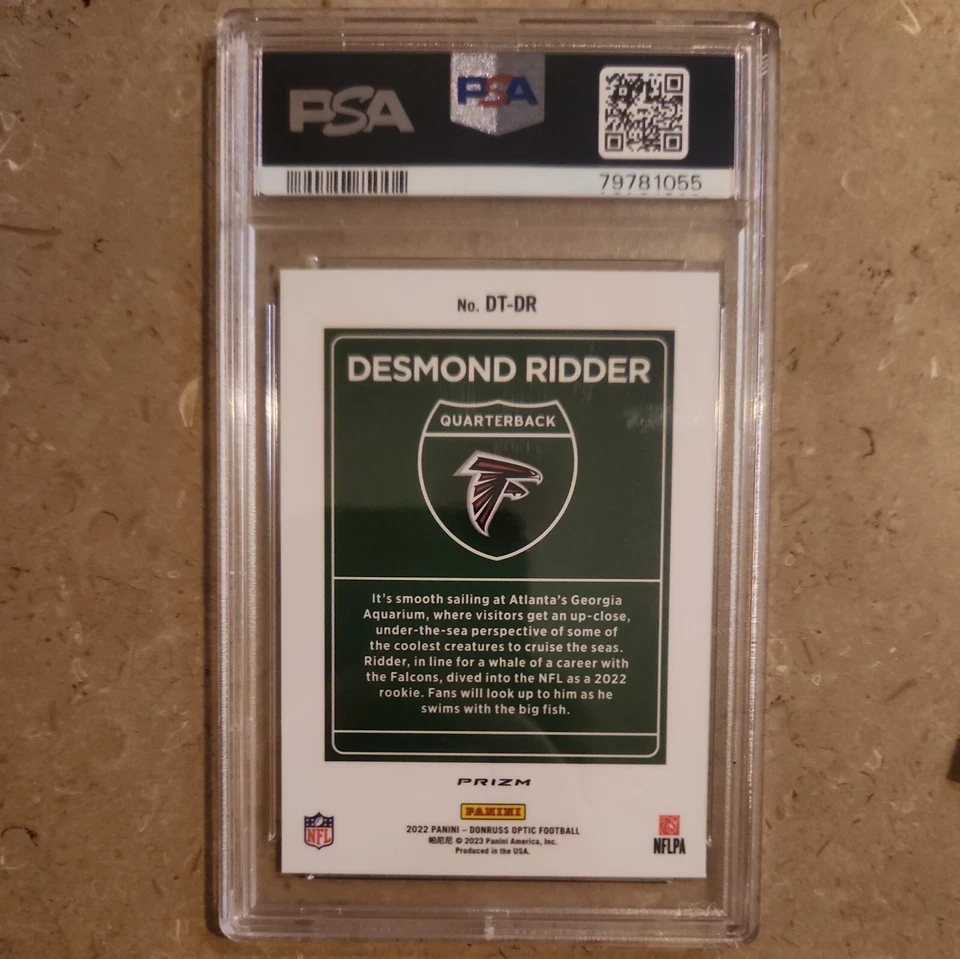 PSA
PSA
79781055
No. DT-DR
DESMOND RIDDER
QUARTERBACK
It's smooth sailing at Atlanta's Georgia
Aquarium, where visitors get an up-close,
under-the-sea perspective of some of
the coolest creatures to cruise the seas.
Ridder, in line for a whale of a career with
the Falcons, dived into the NFL as a 2022
rookie. Fans will look up to him as he
swims with the big fish.
PRIZM
PANINI
NFL
2022 PANINI – DONRUSS OPTIC FOOTBALL
帕尼尼 © 2023 Panini America, Inc.
Produced in the USA.
NFLPA